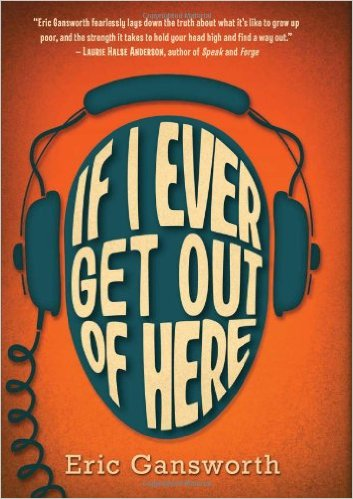 “Eric Gansworth fearlessly lays down the truth about what it’s like to grow up
poor, and the strength it takes to hold your head high and find a way out.”
– Laurie Halse Anderson, author of Speak and Forge
IF I EVER
GET OUT
OF HERE
Eric Gansworth